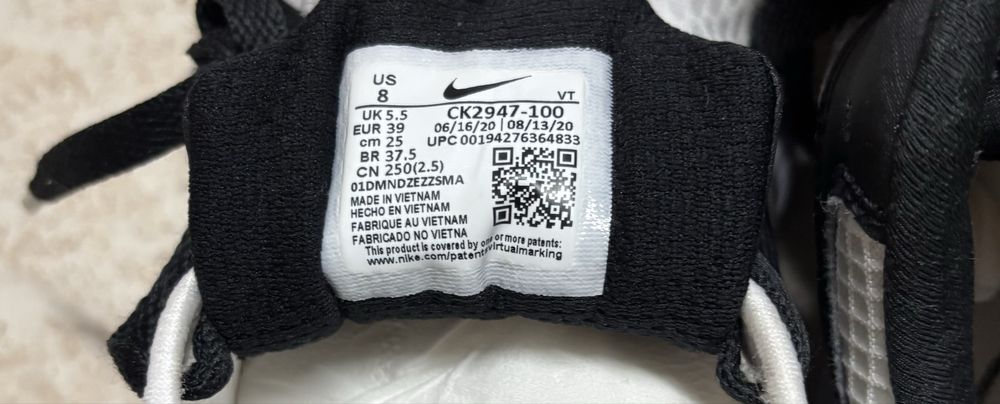 US
8
VT
UK 5.5
CK2947-100
EUR 39
06/16/20 | 08/13/20
cm 25
UPC 00194276364833
BR 37.5
CN 250(2.5)
01DMNDZEZZSMA
MADE IN VIETNAM
HECHO EN VIETNAM
FABRIQUE AU VIETNAM
FABRICADO NO VIETNA
This product is covered by one or more patents:
www.nike.com/patents virtualmarking